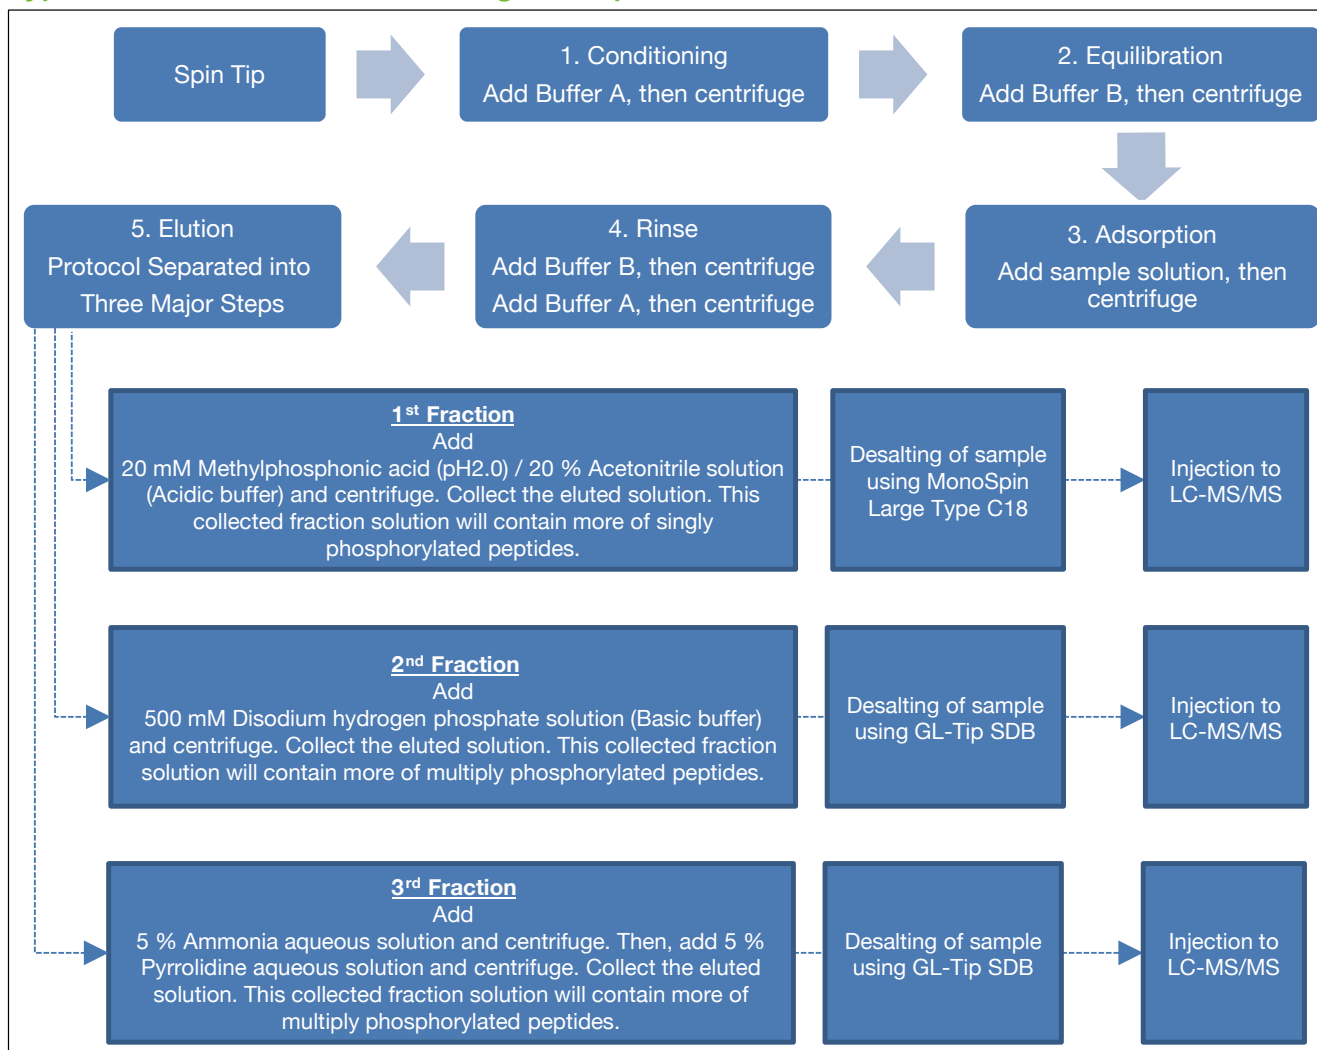 Spin Tip
1. Conditioning
Add Buffer A, then centrifuge
2. Equilibration
Add Buffer B, then centrifuge
3. Adsorption
Add sample solution, then
centrifuge
4. Rinse
Add Buffer B, then centrifuge
Add Buffer A, then centrifuge
5. Elution
Protocol Separated into
Three Major Steps
1st Fraction
Add
20 mM Methylphosphonic acid (pH2.0) / 20 % Acetonitrile solution
(Acidic buffer) and centrifuge. Collect the eluted solution. This
collected fraction solution will contain more of singly
phosphorylated peptides.
Desalting of sample
using MonoSpin
Large Type C18
Injection to
LC-MS/MS
2nd Fraction
Add
500 mM Disodium hydrogen phosphate solution (Basic buffer)
and centrifuge. Collect the eluted solution. This collected fraction
solution will contain more of multiply phosphorylated peptides.
Desalting of sample
using GL-Tip SDB
Injection to
LC-MS/MS
3rd Fraction
Add
5 % Ammonia aqueous solution and centrifuge. Then, add 5 %
Pyrrolidine aqueous solution and centrifuge. Collect the eluted
solution. This collected fraction solution will contain more of
multiply phosphorylated peptides.
Desalting of sample
using GL-Tip SDB
Injection to
LC-MS/MS